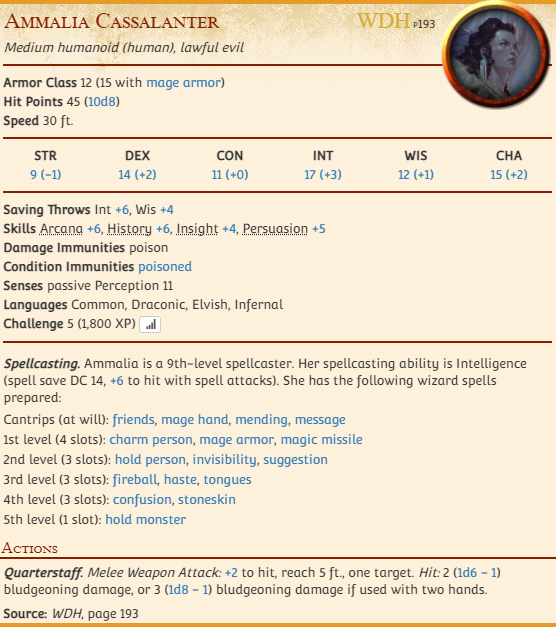 Ammalia Cassalanter WDH p193
Medium humanoid (human), lawful evil
Armor Class 12 (15 with mage armor)
Hit Points 45 (10d8)
Speed 30 ft.
STR DEX CON INT WIS CHA
9 (−1) 14 (+2) 11 (+0) 17 (+3) 12 (+1) 15 (+2)
Saving Throws Int +6, Wis +4
Skills Arcana +6, History +6, Insight +4, Persuasion +5
Damage Immunities poison
Condition Immunities poisoned
Senses passive Perception 11
Languages Common, Draconic, Elvish, Infernal
Challenge 5 (1,800 XP)
Spellcasting. Ammalia is a 9th-level spellcaster. Her spellcasting ability is Intelligence
(spell save DC 14, +6 to hit with spell attacks). She has the following wizard spells
prepared:
Cantrips (at will): friends, mage hand, mending, message
1st level (4 slots): charm person, mage armor, magic missile
2nd level (3 slots): hold person, invisibility, suggestion
3rd level (3 slots): fireball, haste, tongues
4th level (3 slots): confusion, stoneskin
5th level (1 slot): hold monster
Actions
Quarterstaff. Melee Weapon Attack: +2 to hit, reach 5 ft., one target. Hit: 2 (1d6 − 1)
bludgeoning damage, or 3 (1d8 − 1) bludgeoning damage if used with two hands.
Source: WDH, page 193